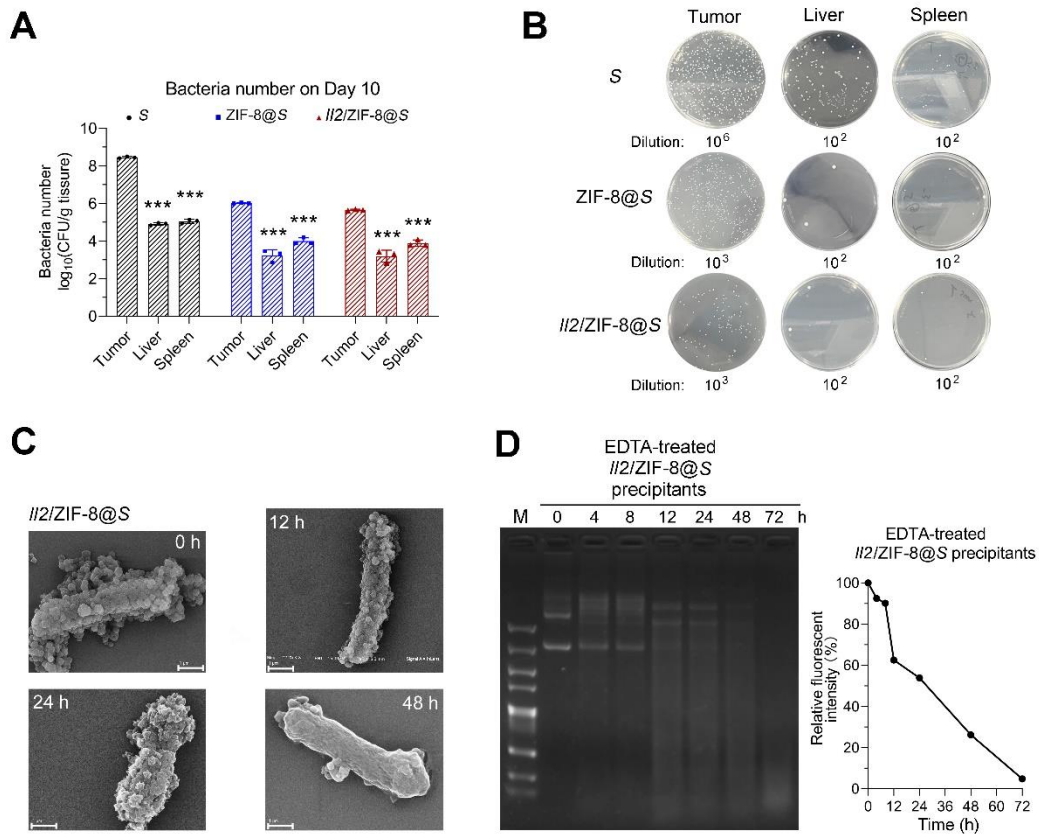 A
Bacteria number on Day 10
S
ZIF-8@S
Il2/ZIF-8@S
Bacteria number
log10(CFU/g tissure)
10
8
6
4
2
0
*** ***
*** ***
*** ***
Tumor
Liver
Spleen
Tumor
Liver
Spleen
Tumor
Liver
Spleen
B
Tumor Liver Spleen
S
Dilution: 10^6 10^2 10^2
ZIF-8@S
Dilution: 10^3 10^2 10^2
Il2/ZIF-8@S
Dilution: 10^3 10^2 10^2
C
Il2/ZIF-8@S
0 h
12 h
24 h
48 h
D
EDTA-treated
Il2/ZIF-8@S
precipitants
M 0 4 8 12 24 48 72 h
EDTA-treated
Il2/ZIF-8@S precipitants
Relative fluorescent
intensity (%)
100
80
60
40
20
0
0 12 24 36 48 60 72
Time (h)